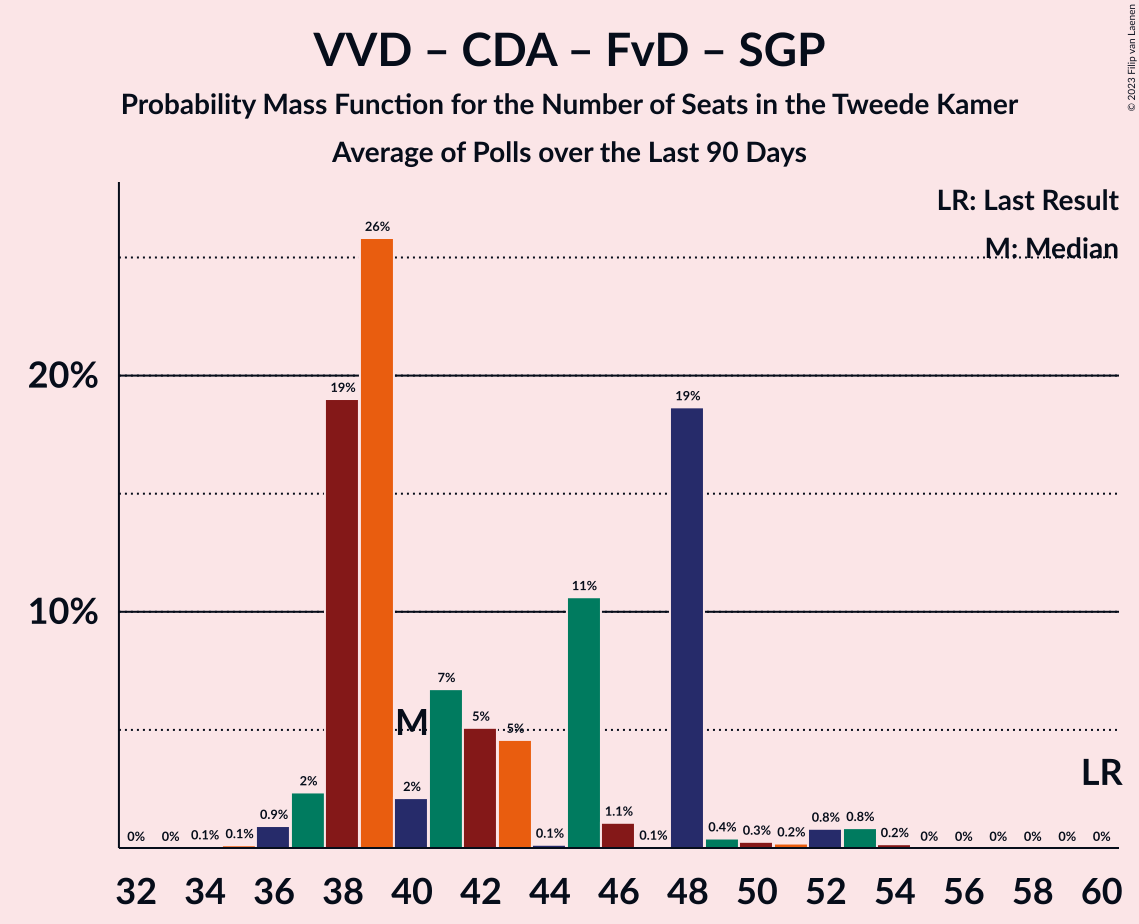 VVD – CDA – FvD – SGP
Probability Mass Function for the Number of Seats in the Tweede Kamer
Average of Polls over the Last 90 Days
© 2023 Filip van Laenen
LR: Last Result
M: Median
20%
10%
0% 0% 0.1% 0.1% 0.9% 2% 19% 26% 2% 7% 5% 5% 0.1% 11% 1.1% 0.1% 19% 0.4% 0.3% 0.2% 0.8% 0.8% 0.2% 0% 0% 0% 0% 0% 0%
M
LR
32 34 36 38 40 42 44 46 48 50 52 54 56 58 60